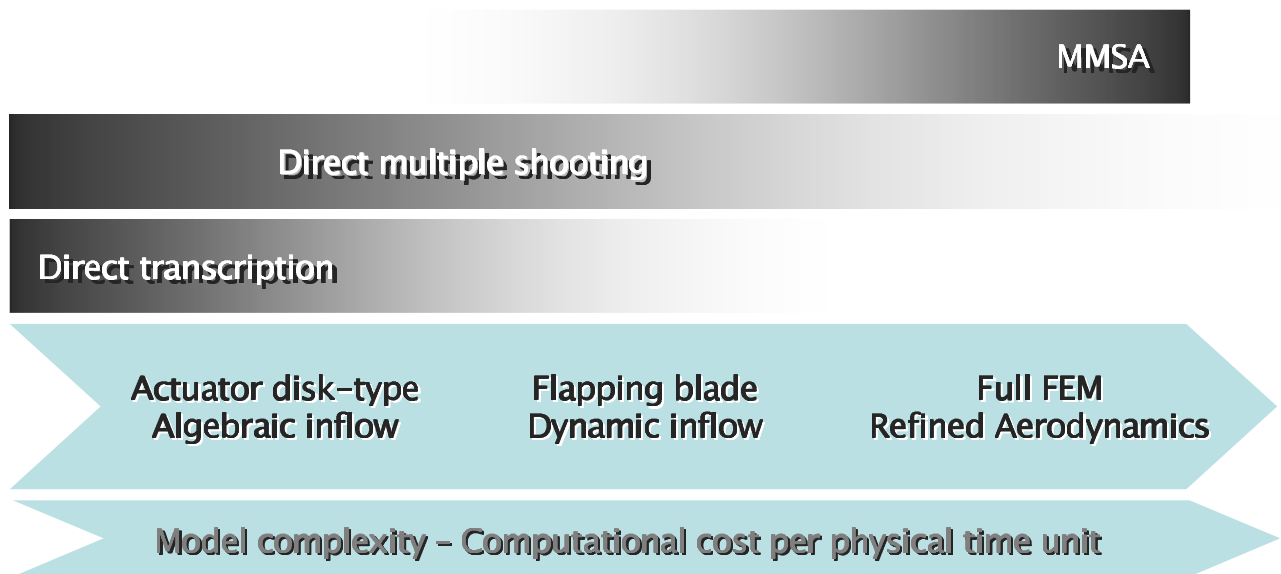 MMSA
Direct multiple shooting
Direct transcription
Actuator disk-type
Algebraic inflow
Flapping blade
Dynamic inflow
Full FEM
Refined Aerodynamics
Model complexity - Computational cost per physical time unit